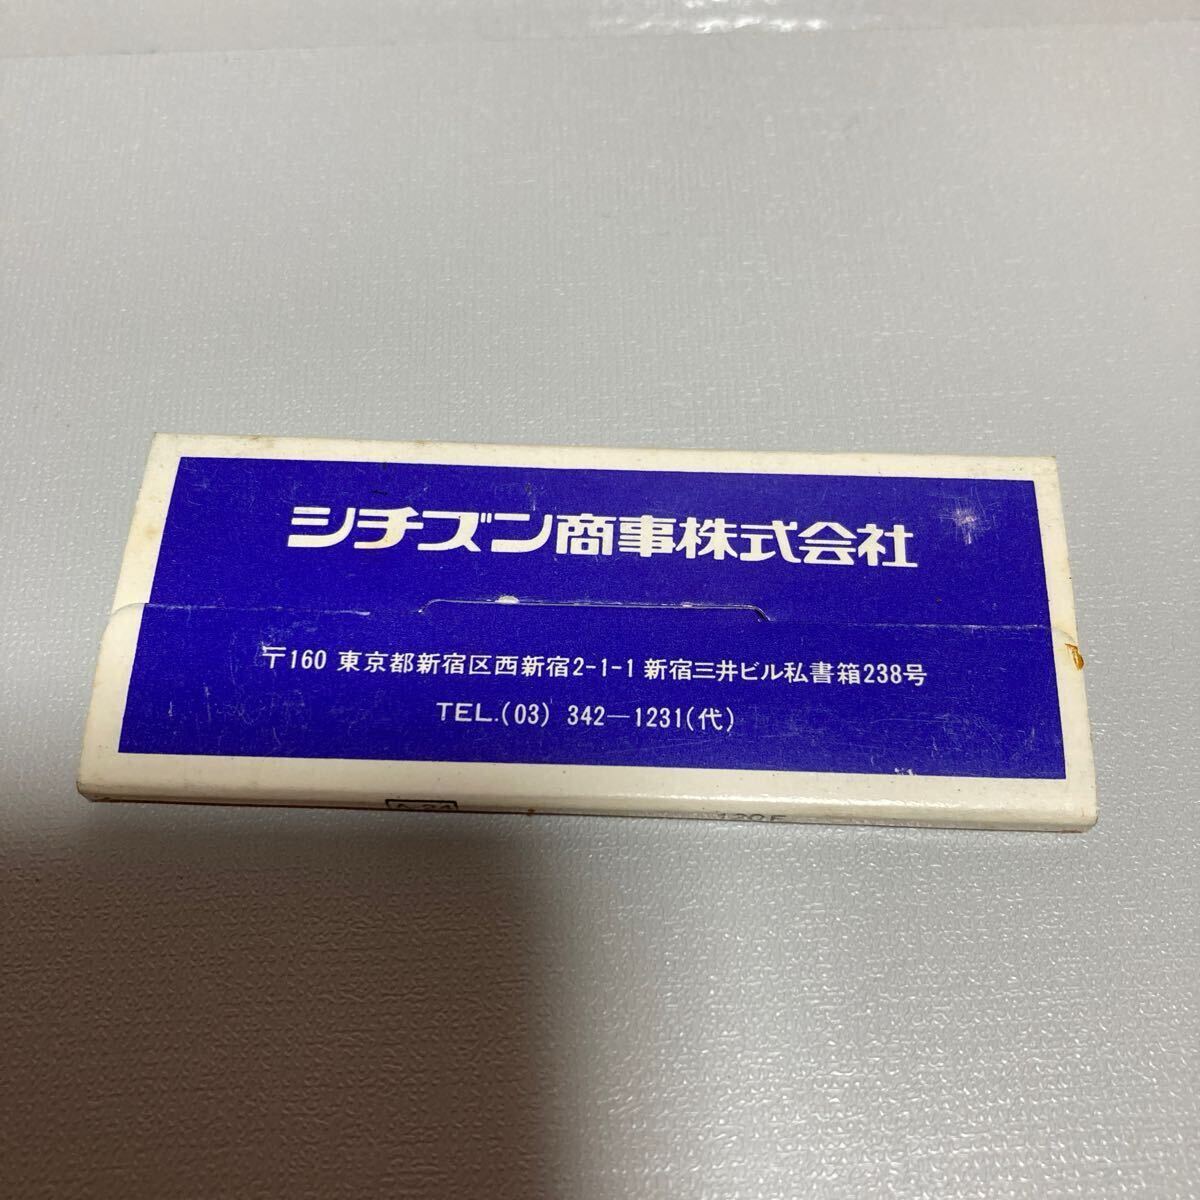 シチズン商事株式会社
〒160 東京都新宿区西新宿2-1-1 新宿三井ビル私書箱238号
TEL.(03) 342-1231(代)
A-24